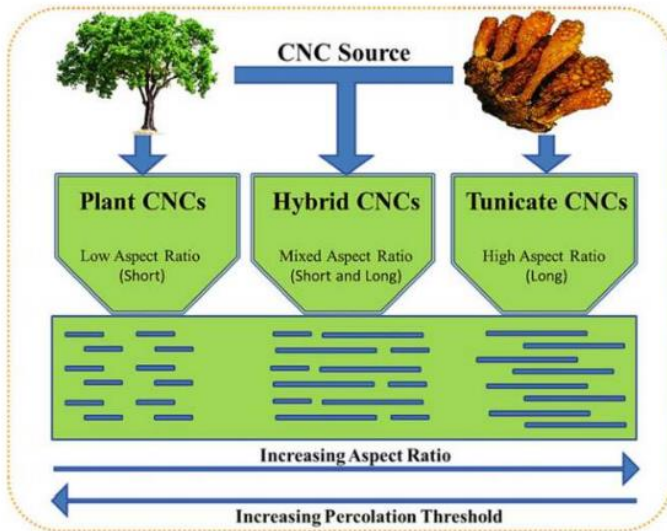 CNC Source
Plant CNCs
Low Aspect Ratio
(Short)
Hybrid CNCs
Mixed Aspect Ratio
(Short and Long)
Tunicate CNCs
High Aspect Ratio
(Long)
Increasing Aspect Ratio
Increasing Percolation Threshold